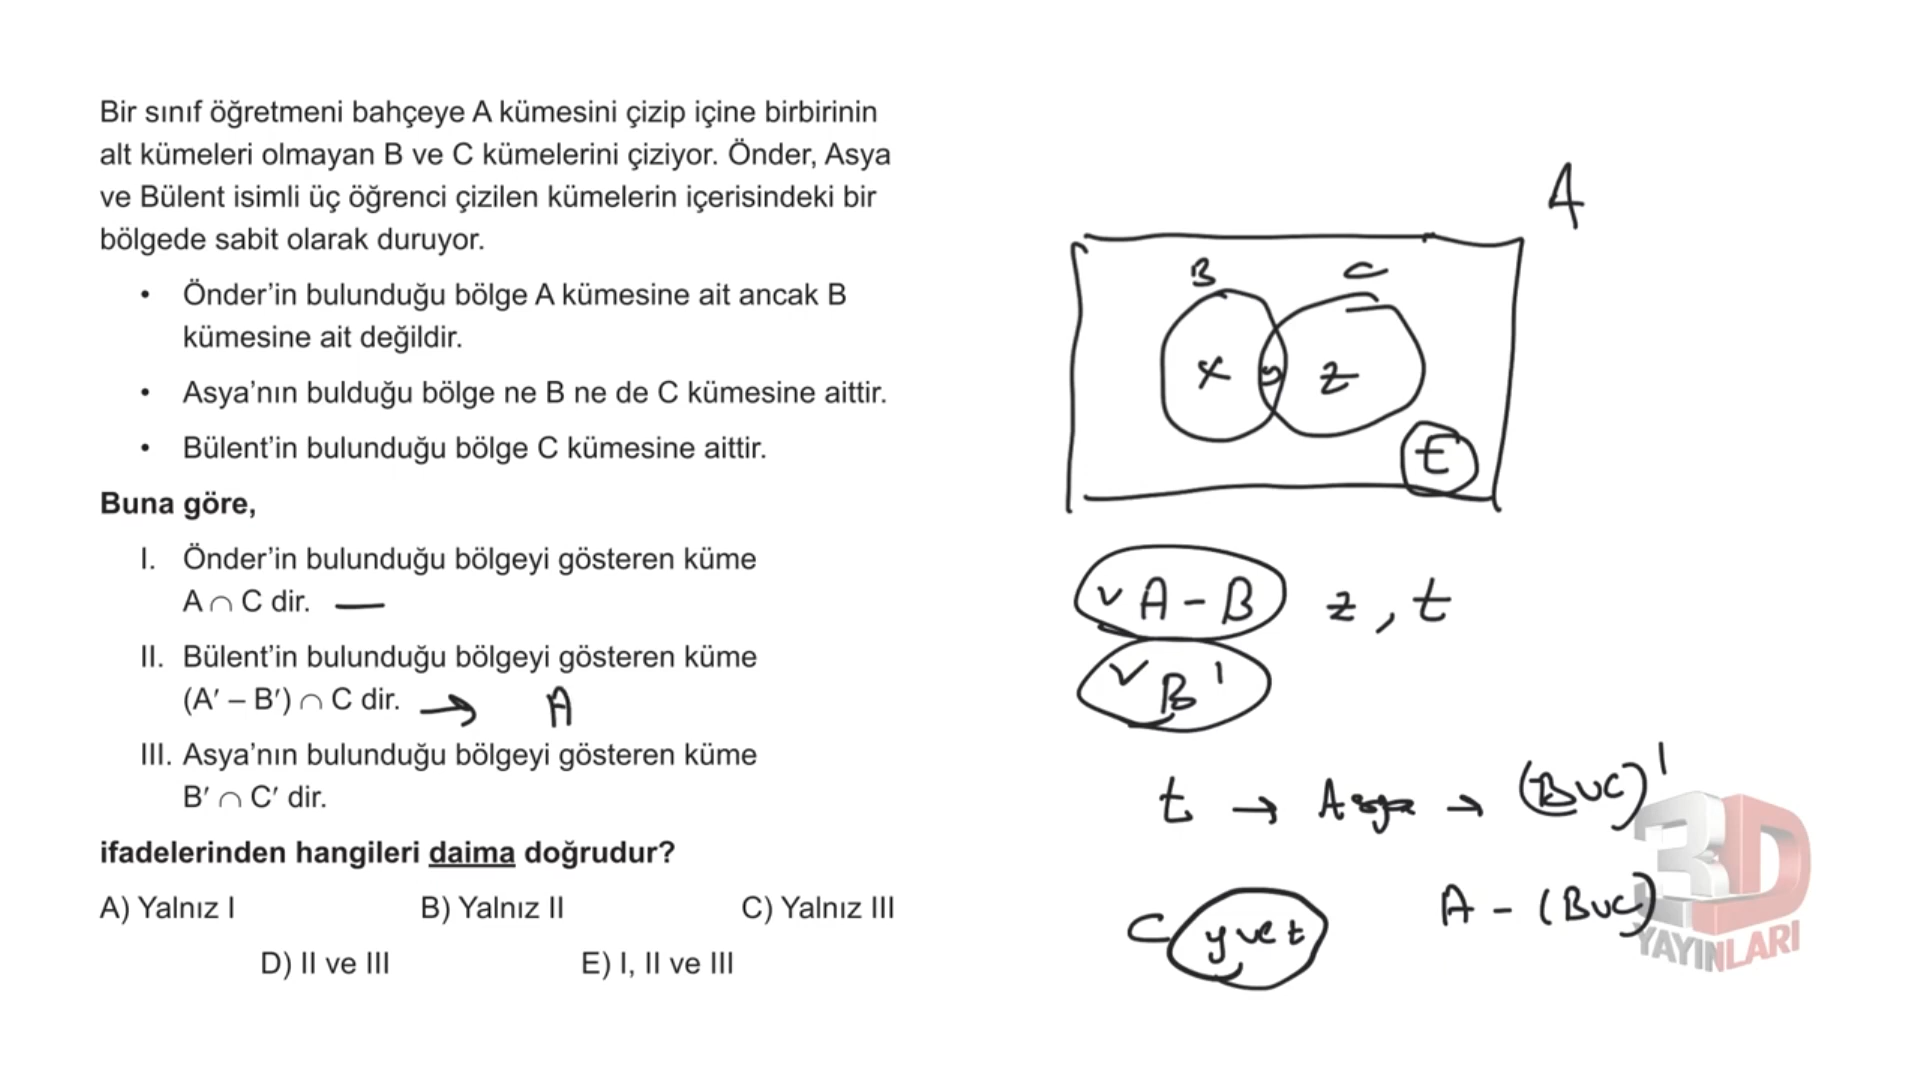 Bir sınıf öğretmeni bahçeye A kümesini çizip içine birbirinin
alt kümeleri olmayan B ve C kümelerini çiziyor. Önder, Asya
ve Bülent isimli üç öğrenci çizilen kümelerin içerisindeki bir
bölgede sabit olarak duruyor.
• Önder’in bulunduğu bölge A kümesine ait ancak B
kümesine ait değildir.
• Asya’nın bulduğu bölge ne B ne de C kümesine aittir.
• Bülent’in bulunduğu bölge C kümesine aittir.
Buna göre,
I. Önder’in bulunduğu bölgeyi gösteren küme
A ∩ C dir. —
II. Bülent’in bulunduğu bölgeyi gösteren küme
(A′ – B′) ∩ C dir. → A
III. Asya’nın bulunduğu bölgeyi gösteren küme
B′ ∩ C′ dir.
ifadelerinden hangileri daima doğrudur?
A) Yalnız I B) Yalnız II C) Yalnız III
D) II ve III E) I, II ve III
A
B C
x y z
t
✓ A - B z, t
✓ B'
t → Asya → (BUC)'
A - (BUC)
C y ve t
3D
YAYINLARI